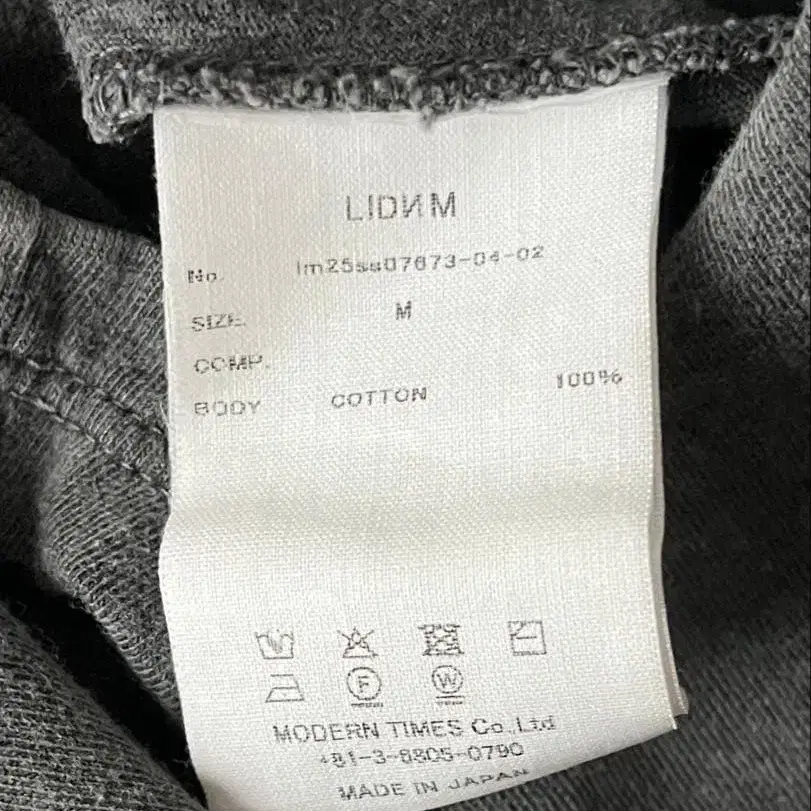 LIDИM
No. lm25ss07673-04-02
SIZE. M
COMP.
BODY COTTON 100%
F W
MODERN TIMES Co.,Ltd
+81-3-6805-0790
MADE IN JAPAN